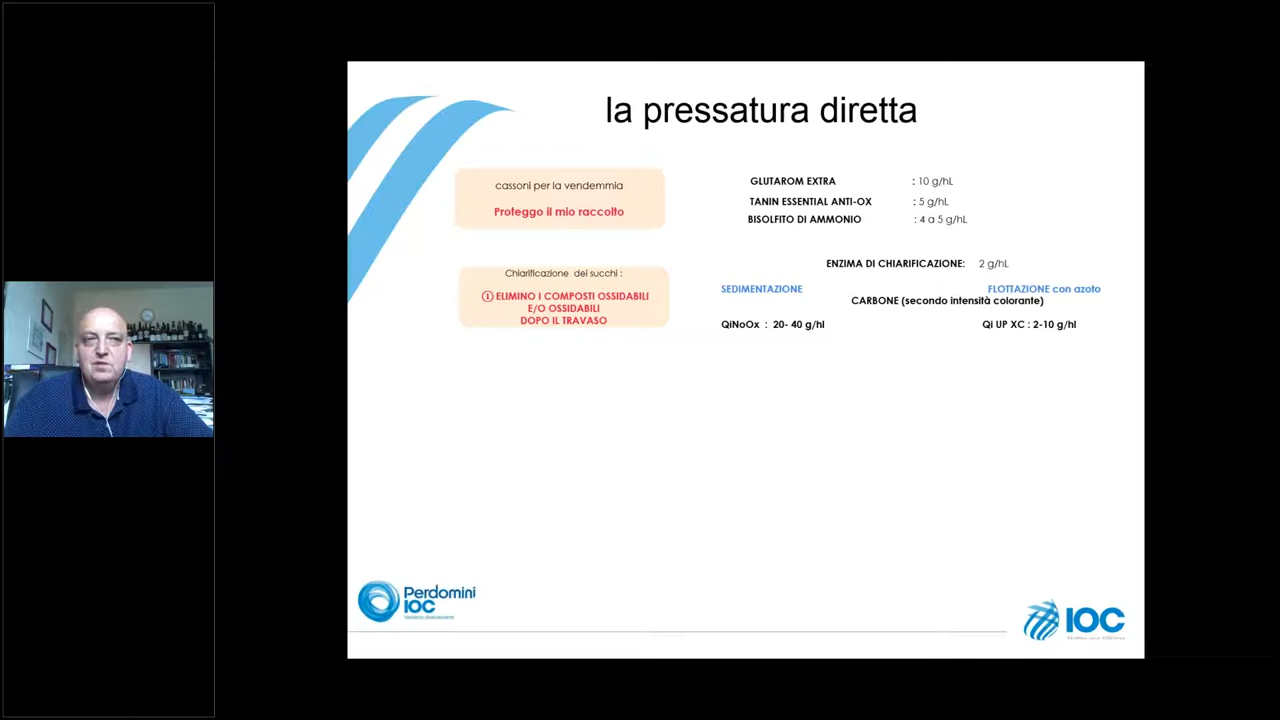 la pressatura diretta
cassoni per la vendemmia
Proteggo il mio raccolto
GLUTAROM EXTRA : 10 g/hL
TANIN ESSENTIAL ANTI-OX : 5 g/hL
BISOLFITO DI AMMONIO : 4 a 5 g/hL
ENZIMA DI CHIARIFICAZIONE: 2 g/hL
Chiarificazione dei succhi :
① ELIMINO I COMPOSTI OSSIDABILI
E/O OSSIDABILI
DOPO IL TRAVASO
SEDIMENTAZIONE FLOTTAZIONE con azoto
CARBONE (secondo intensità colorante)
QiNoOx : 20- 40 g/hl Qi UP XC : 2-10 g/hl
Perdomini
IOC
IOC